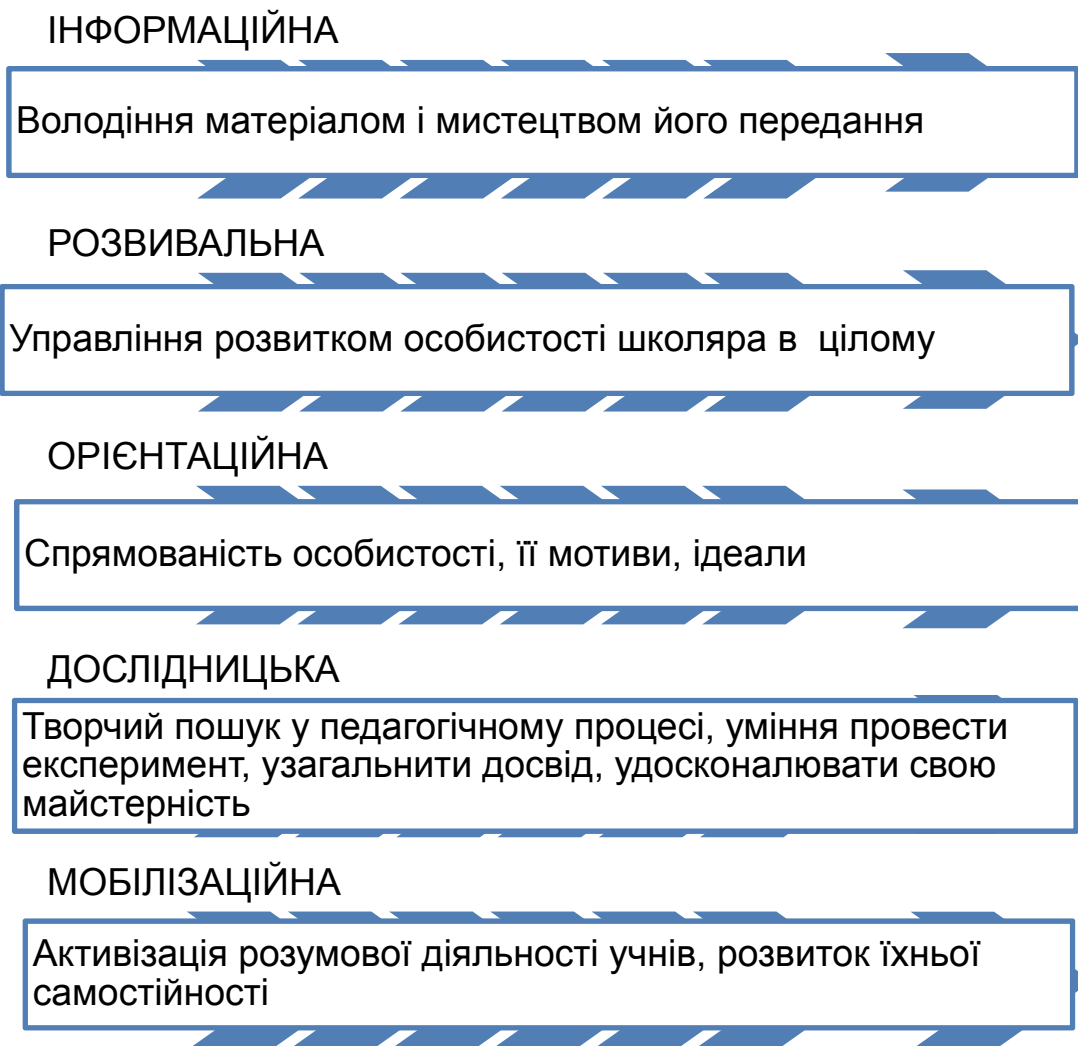 ІНФОРМАЦІЙНА
Володіння матеріалом і мистецтвом його передання
РОЗВИВАЛЬНА
Управління розвитком особистості школяра в  цілому
ОРІЄНТАЦІЙНА
Спрямованість особистості, її мотиви, ідеали
ДОСЛІДНИЦЬКА
Творчий пошук у педагогічному процесі, уміння провести
експеримент, узагальнити досвід, удосконалювати свою
майстерність
МОБІЛІЗАЦІЙНА
Активізація розумової діяльності учнів, розвиток їхньої
самостійності